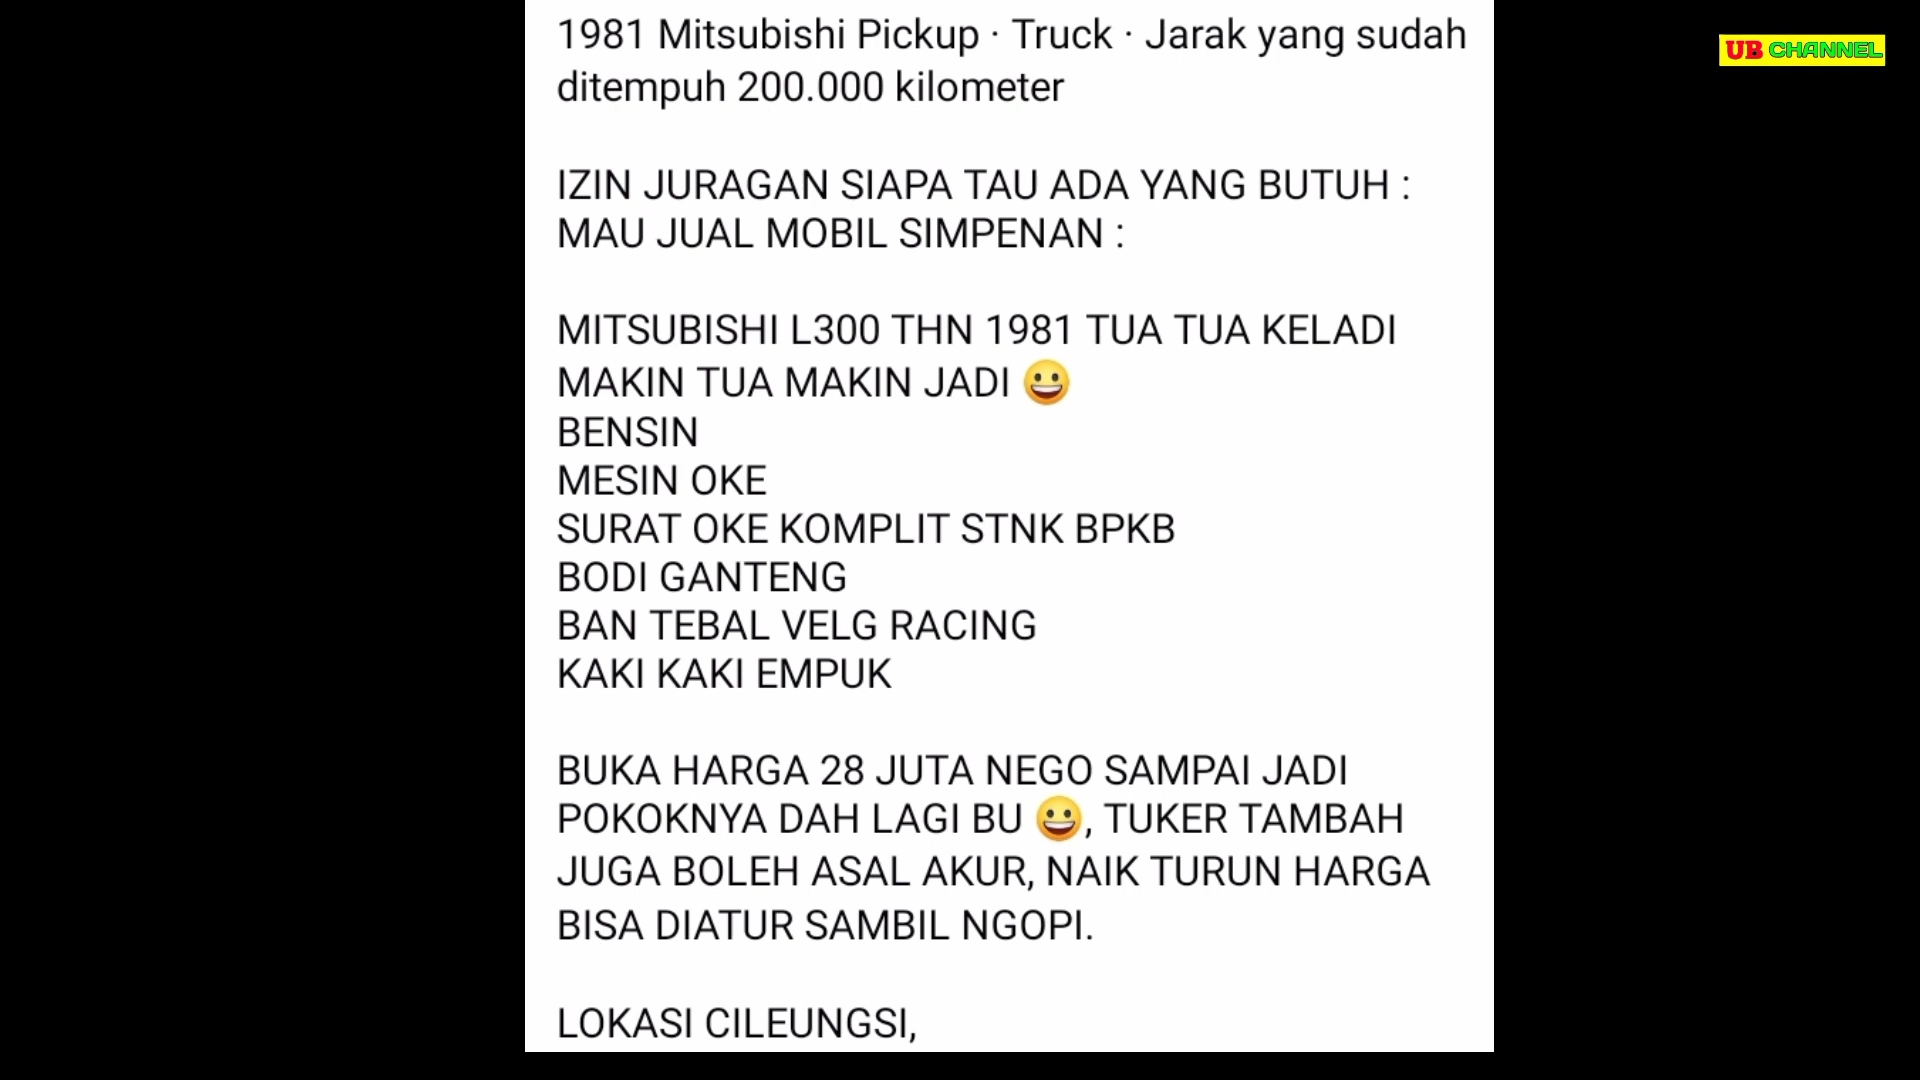 1981 Mitsubishi Pickup · Truck · Jarak yang sudah
ditempuh 200.000 kilometer
UB CHANNEL
IZIN JURAGAN SIAPA TAU ADA YANG BUTUH :
MAU JUAL MOBIL SIMPENAN :
MITSUBISHI L300 THN 1981 TUA TUA KELADI
MAKIN TUA MAKIN JADI 😀
BENSIN
MESIN OKE
SURAT OKE KOMPLIT STNK BPKB
BODI GANTENG
BAN TEBAL VELG RACING
KAKI KAKI EMPUK
BUKA HARGA 28 JUTA NEGO SAMPAI JADI
POKOKNYA DAH LAGI BU 😀, TUKER TAMBAH
JUGA BOLEH ASAL AKUR, NAIK TURUN HARGA
BISA DIATUR SAMBIL NGOPI.
LOKASI CILEUNGSI,